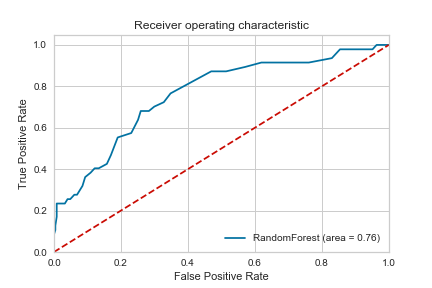 Receiver operating characteristic
True Positive Rate
1.0
0.8
0.6
0.4
0.2
0.0
RandomForest (area = 0.76)
0.0 0.2 0.4 0.6 0.8 1.0
False Positive Rate